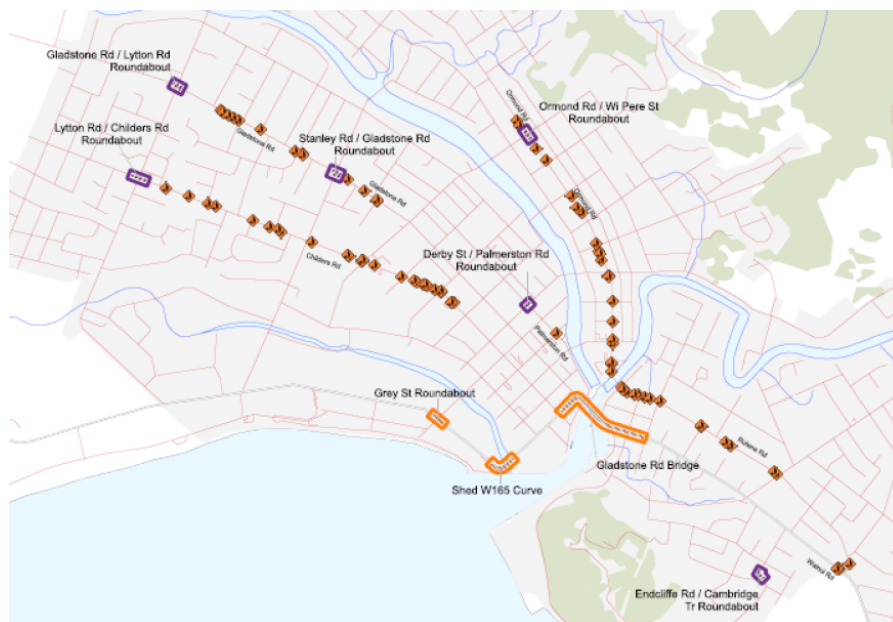 Gladstone Rd / Lytton Rd
Roundabout
Lytton Rd / Childers Rd
Roundabout
Gladstone Rd
Stanley Rd / Gladstone Rd
Roundabout
Gladstone Rd
Ormond Rd
Ormond Rd / Wi Pere St
Roundabout
Ormond Rd
Childers Rd
Derby St / Palmerston Rd
Roundabout
Palmerston Rd
Grey St Roundabout
Shed W165 Curve
Gladstone Rd Bridge
Rutene Rd
Wainui Rd
Endcliffe Rd / Cambridge
Tr Roundabout